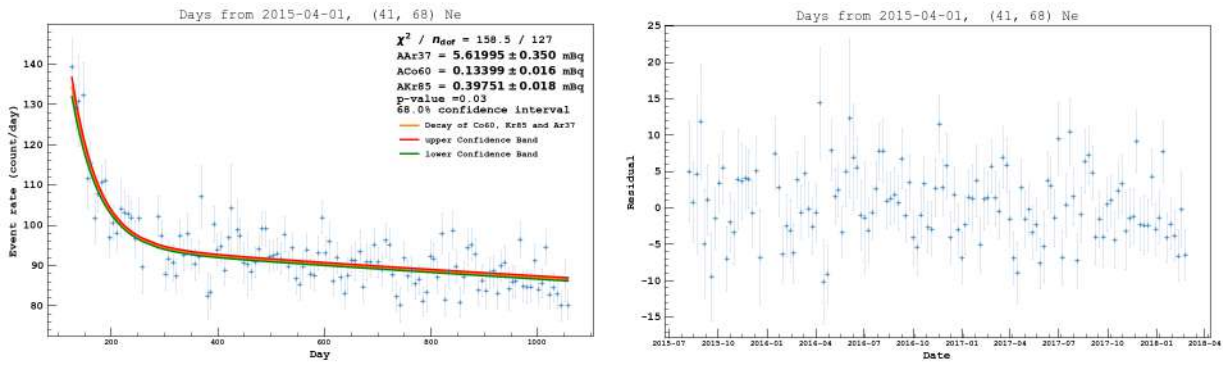 Days from 2015-04-01, (41, 68) Ne
χ² / n_dof = 158.5 / 127
AAr37 = 5.61995 ± 0.350 mBq
ACo60 = 0.13399 ± 0.016 mBq
AKr85 = 0.39751 ± 0.018 mBq
p-value =0.03
68.0% confidence interval
Decay of Co60, Kr85 and Ar37
upper Confidence Band
lower Confidence Band
Event rate (count/day)
140
130
120
110
100
90
80
200 400 600 800 1000
Day
Days from 2015-04-01, (41, 68) Ne
Residual
25
20
15
10
5
0
-5
-10
-15
2015-07 2015-10 2016-01 2016-04 2016-07 2016-10 2017-01 2017-04 2017-07 2017-10 2018-01 2018-04
Date